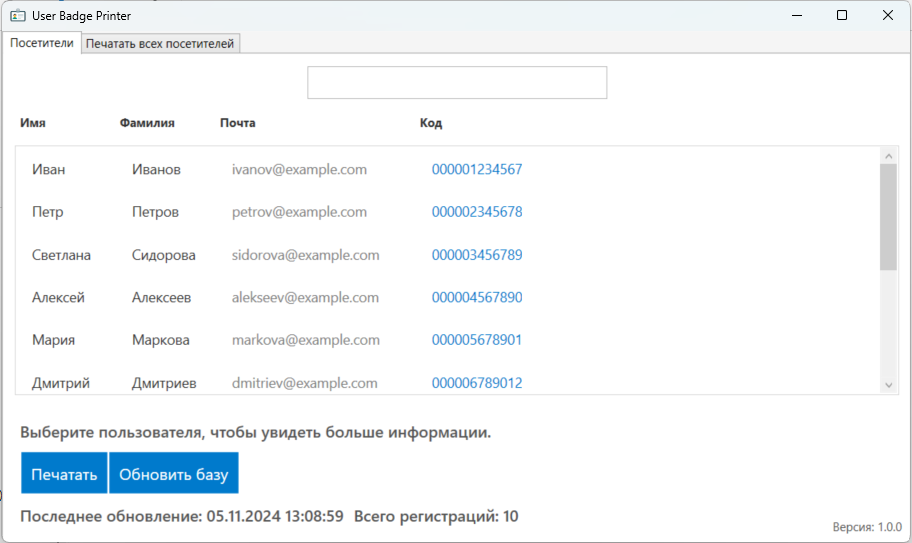 User Badge Printer
Посетители Печатать всех посетителей
Имя Фамилия Почта Код
Иван Иванов ivanov@example.com 000001234567
Петр Петров petrov@example.com 000002345678
Светлана Сидорова sidorova@example.com 000003456789
Алексей Алексеев alekseev@example.com 000004567890
Мария Маркова markova@example.com 000005678901
Дмитрий Дмитриев dmitriev@example.com 000006789012
Выберите пользователя, чтобы увидеть больше информации.
Печатать Обновить базу
Последнее обновление: 05.11.2024 13:08:59 Всего регистраций: 10
Версия: 1.0.0